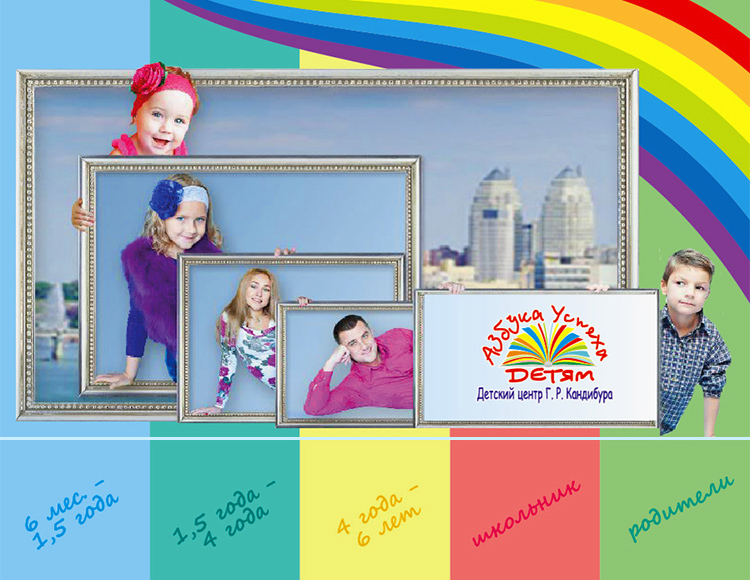 Азбука Успеха
ДЕТЯМ
Детский центр Г. Р. Кандибура
6 мес. –
1,5 года
1,5 года –
4 года
4 года –
6 лет
школьник
родители